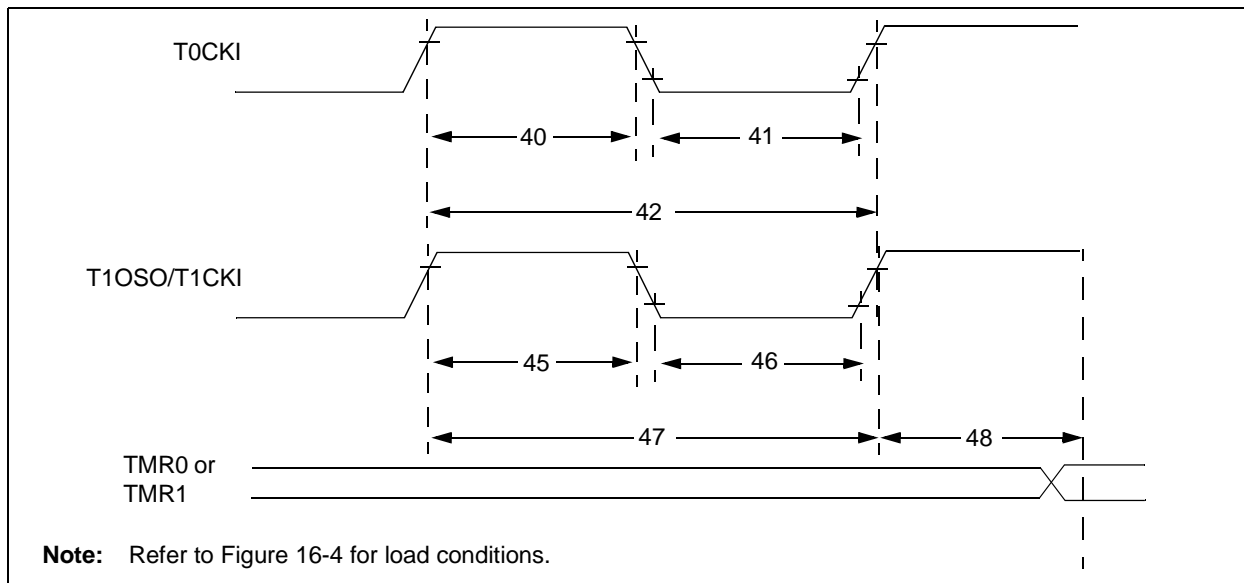 T0CKI
40
41
42
T1OSO/T1CKI
45
46
47
48
TMR0 or
TMR1
Note: Refer to Figure 16-4 for load conditions.